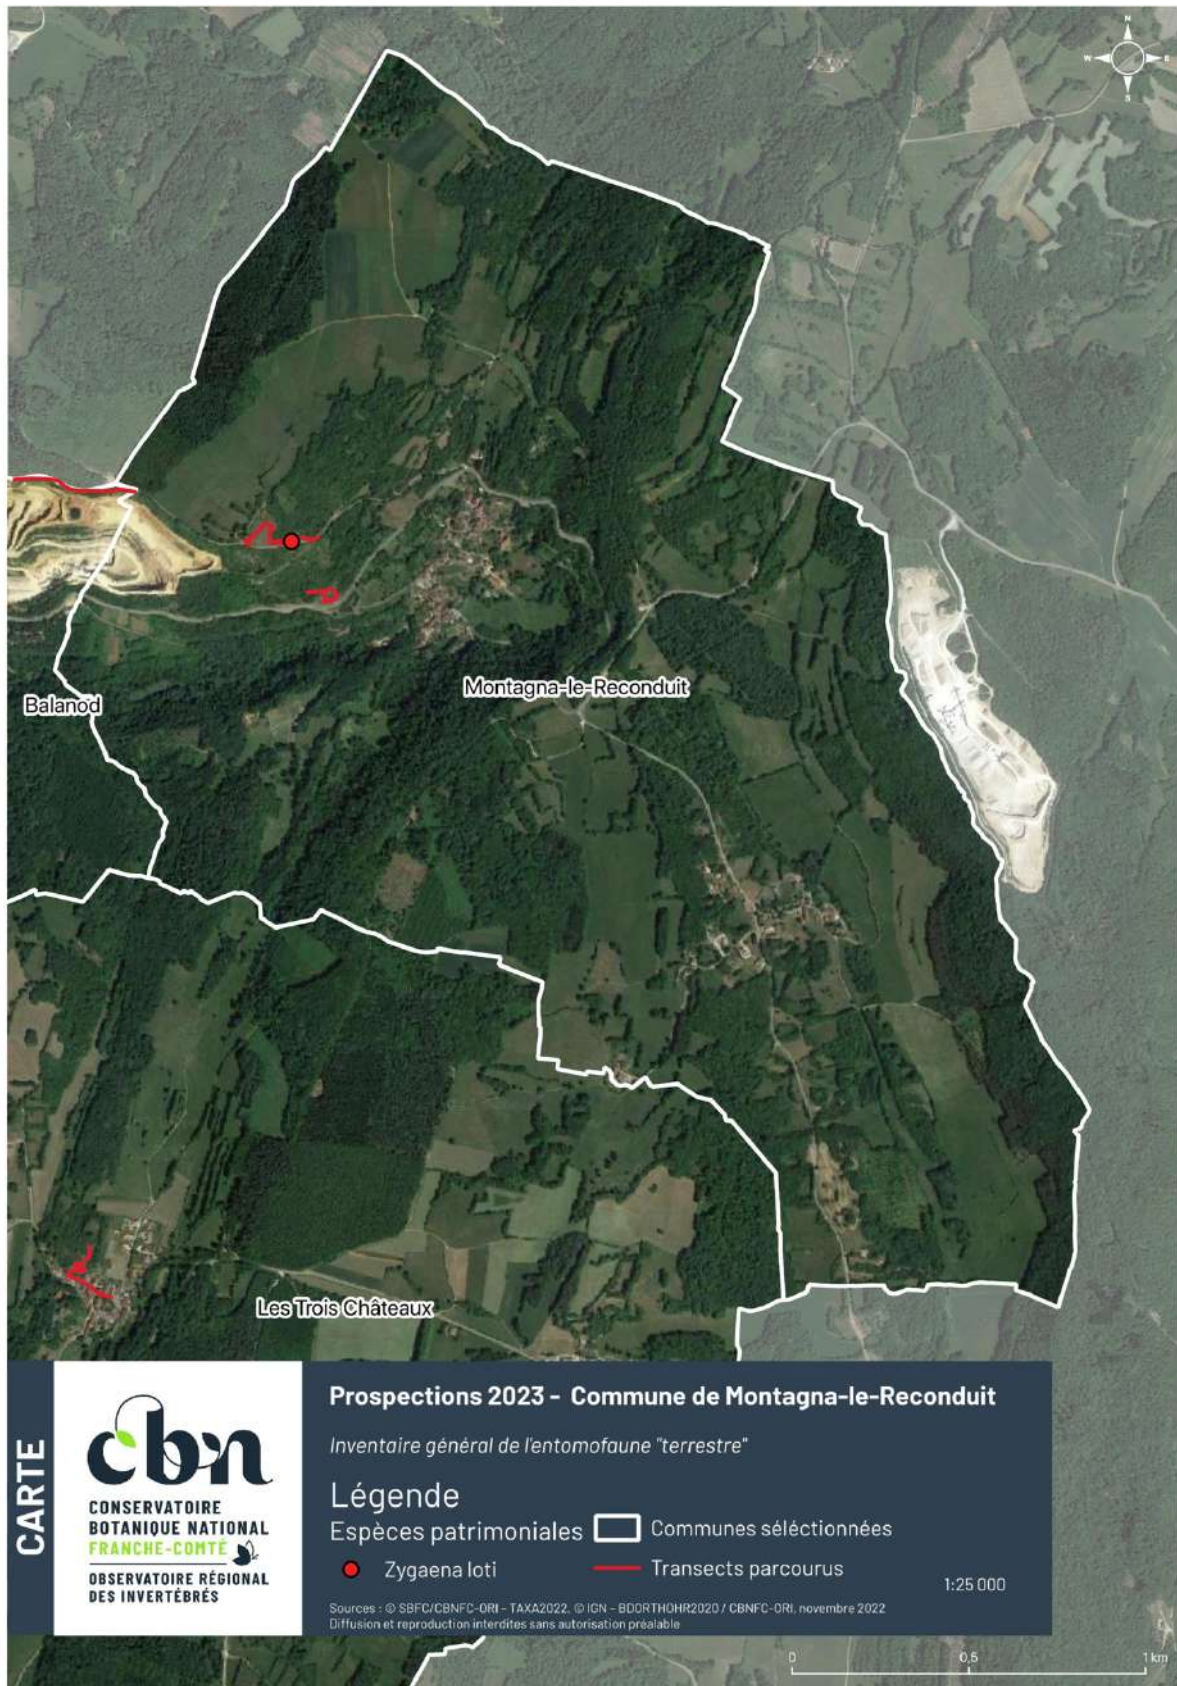 N
W E
S
Balanod
Montagna-le-Reconduit
Les Trois Châteaux
CARTE
cbn
CONSERVATOIRE
BOTANIQUE NATIONAL
FRANCHE-COMTÉ
OBSERVATOIRE RÉGIONAL
DES INVERTÉBRÉS
Prospections 2023 - Commune de Montagna-le-Reconduit
Inventaire général de l'entomofaune "terrestre"
Légende
Espèces patrimoniales
Communes séléctionnées
Zygaena loti
Transects parcourus
1:25 000
Sources : © SBFC/CBNFC-ORI - TAXA2022, © IGN - BDORTHOHR2020 / CBNFC-ORI, novembre 2022
Diffusion et reproduction interdites sans autorisation préalable
0 0,5 1 km